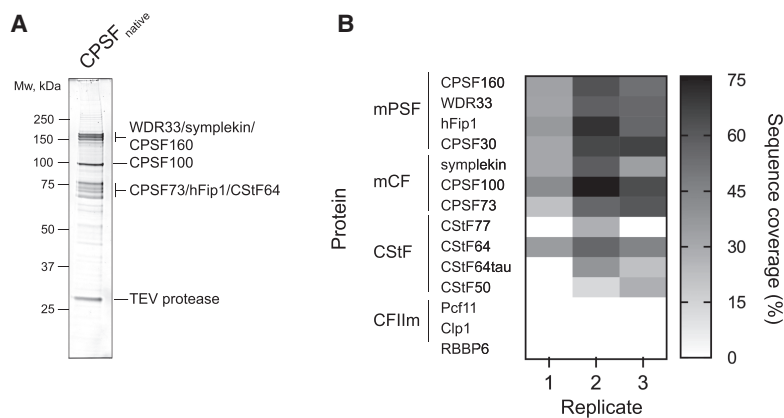 A
CPSF native
Mw, kDa
250
150
100
75
50
37
25
WDR33/symplekin/
CPSF160
CPSF100
CPSF73/hFip1/CStF64
TEV protease
B
Protein
mPSF
mCF
CStF
CFIIm
CPSF160
WDR33
hFip1
CPSF30
symplekin
CPSF100
CPSF73
CStF77
CStF64
CStF64tau
CStF50
Pcf11
Clp1
RBBP6
1 2 3
Replicate
75
60
45
30
15
0
Sequence coverage (%)